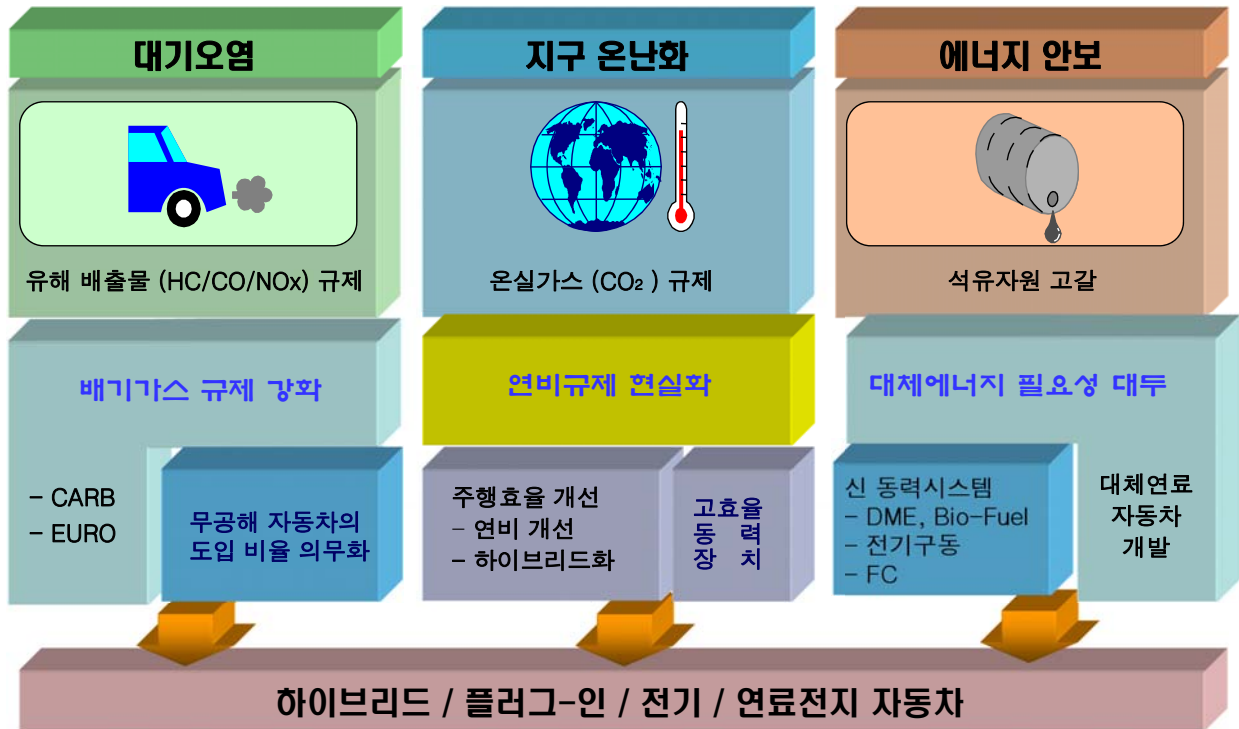 대기오염
유해 배출물 (HC/CO/NOx) 규제
배기가스 규제 강화
- CARB
- EURO
무공해 자동차의
도입 비율 의무화
지구 온난화
온실가스 (CO₂ ) 규제
연비규제 현실화
주행효율 개선
- 연비 개선
- 하이브리드화
고효율
동 력
장 치
에너지 안보
석유자원 고갈
대체에너지 필요성 대두
신 동력시스템
- DME, Bio-Fuel
- 전기구동
- FC
대체연료
자동차
개발
하이브리드 / 플러그-인 / 전기 / 연료전지 자동차